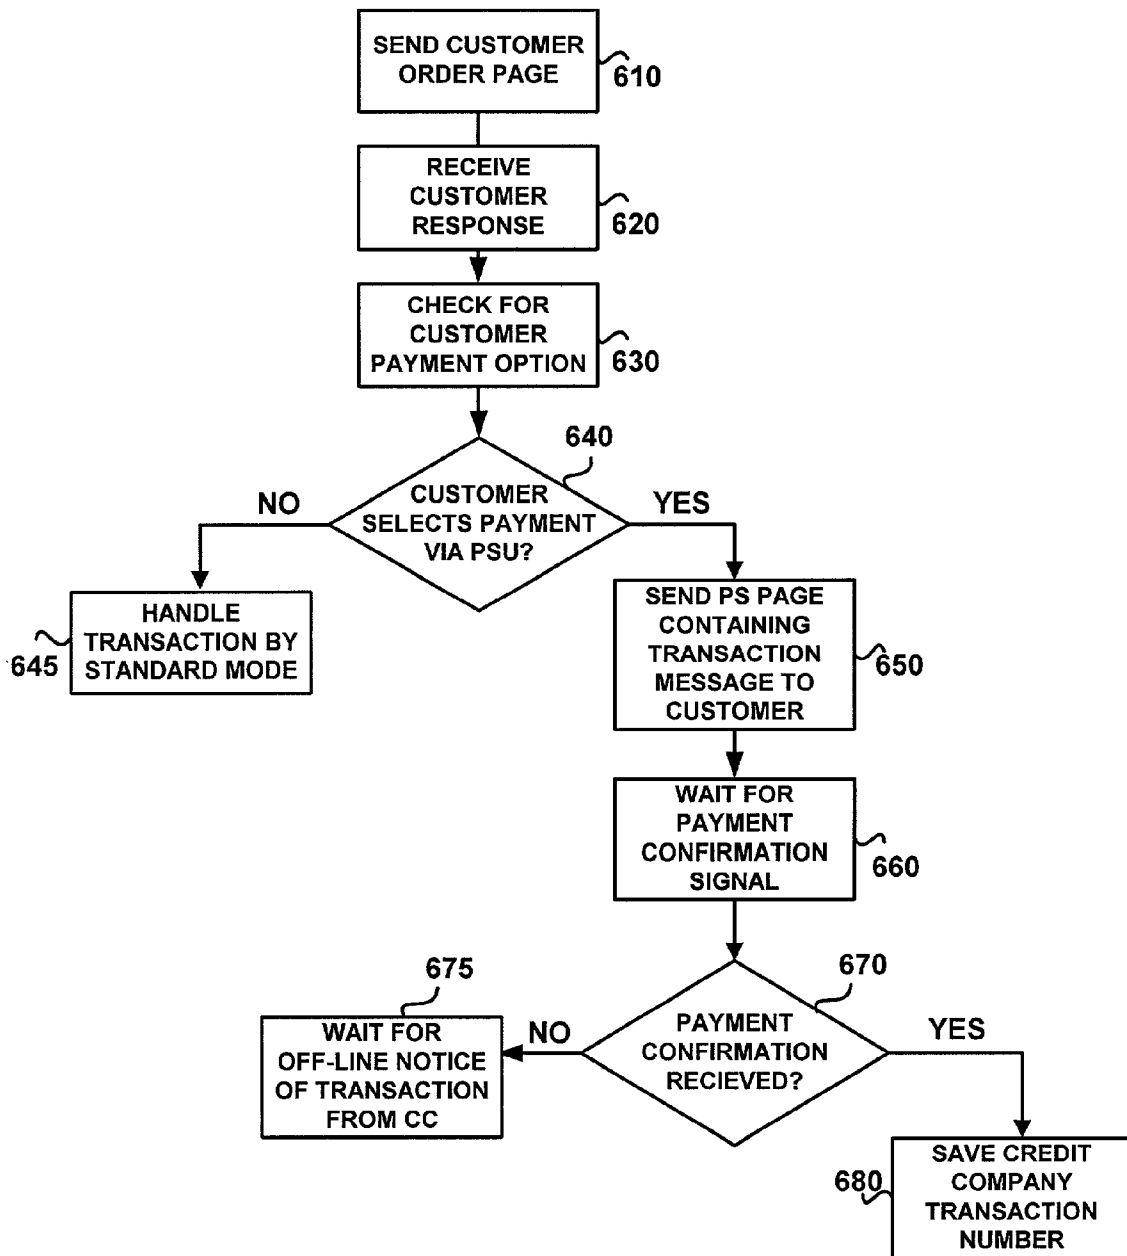 SEND CUSTOMER
ORDER PAGE
610
RECEIVE
CUSTOMER
RESPONSE
620
CHECK FOR
CUSTOMER
PAYMENT OPTION
630
640
CUSTOMER
SELECTS PAYMENT
VIA PSU?
NO
YES
HANDLE
TRANSACTION BY
STANDARD MODE
645
SEND PS PAGE
CONTAINING
TRANSACTION
MESSAGE TO
CUSTOMER
650
WAIT FOR
PAYMENT
CONFIRMATION
SIGNAL
660
670
PAYMENT
CONFIRMATION
RECIEVED?
NO
YES
675
WAIT FOR
OFF-LINE NOTICE
OF TRANSACTION
FROM CC
SAVE CREDIT
COMPANY
TRANSACTION
NUMBER
680